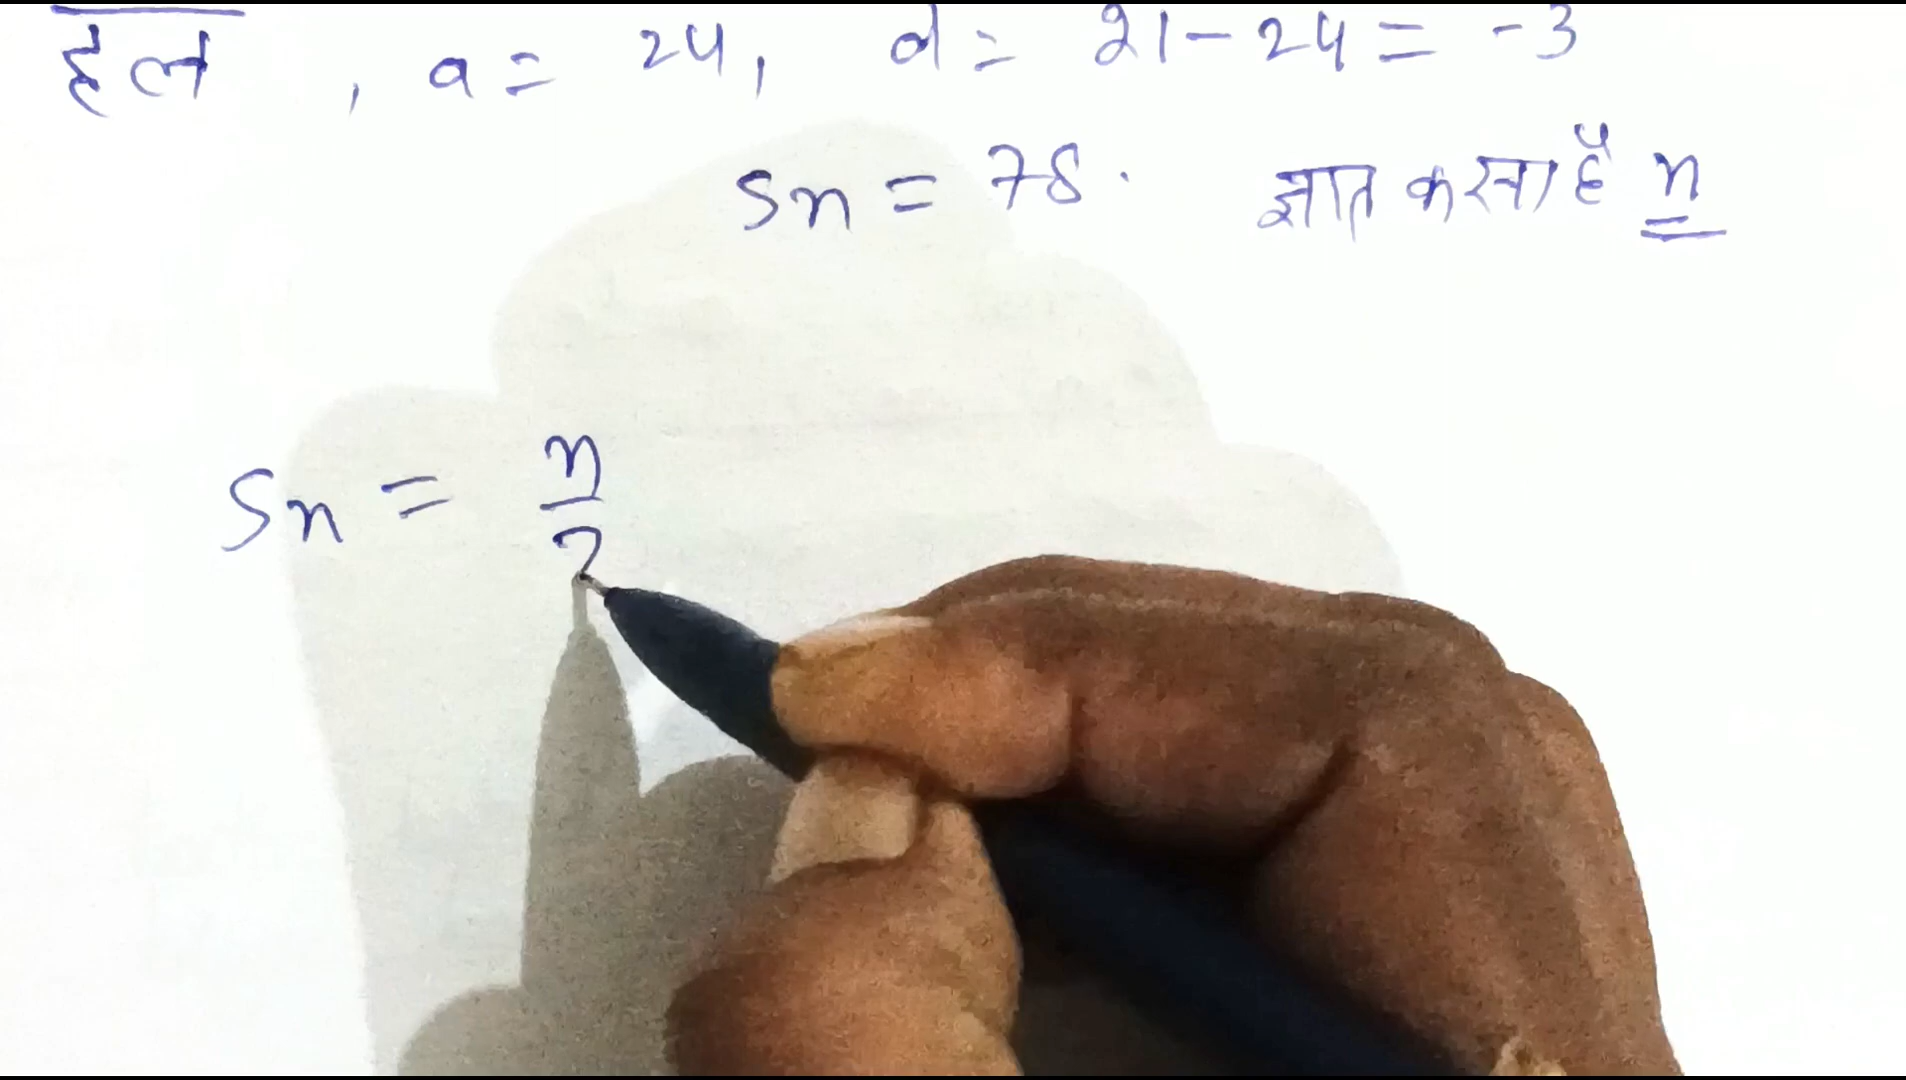 हल , a = 24, d = 21 - 24 = -3
Sn = 78. ज्ञात करना है n
Sn = n/2